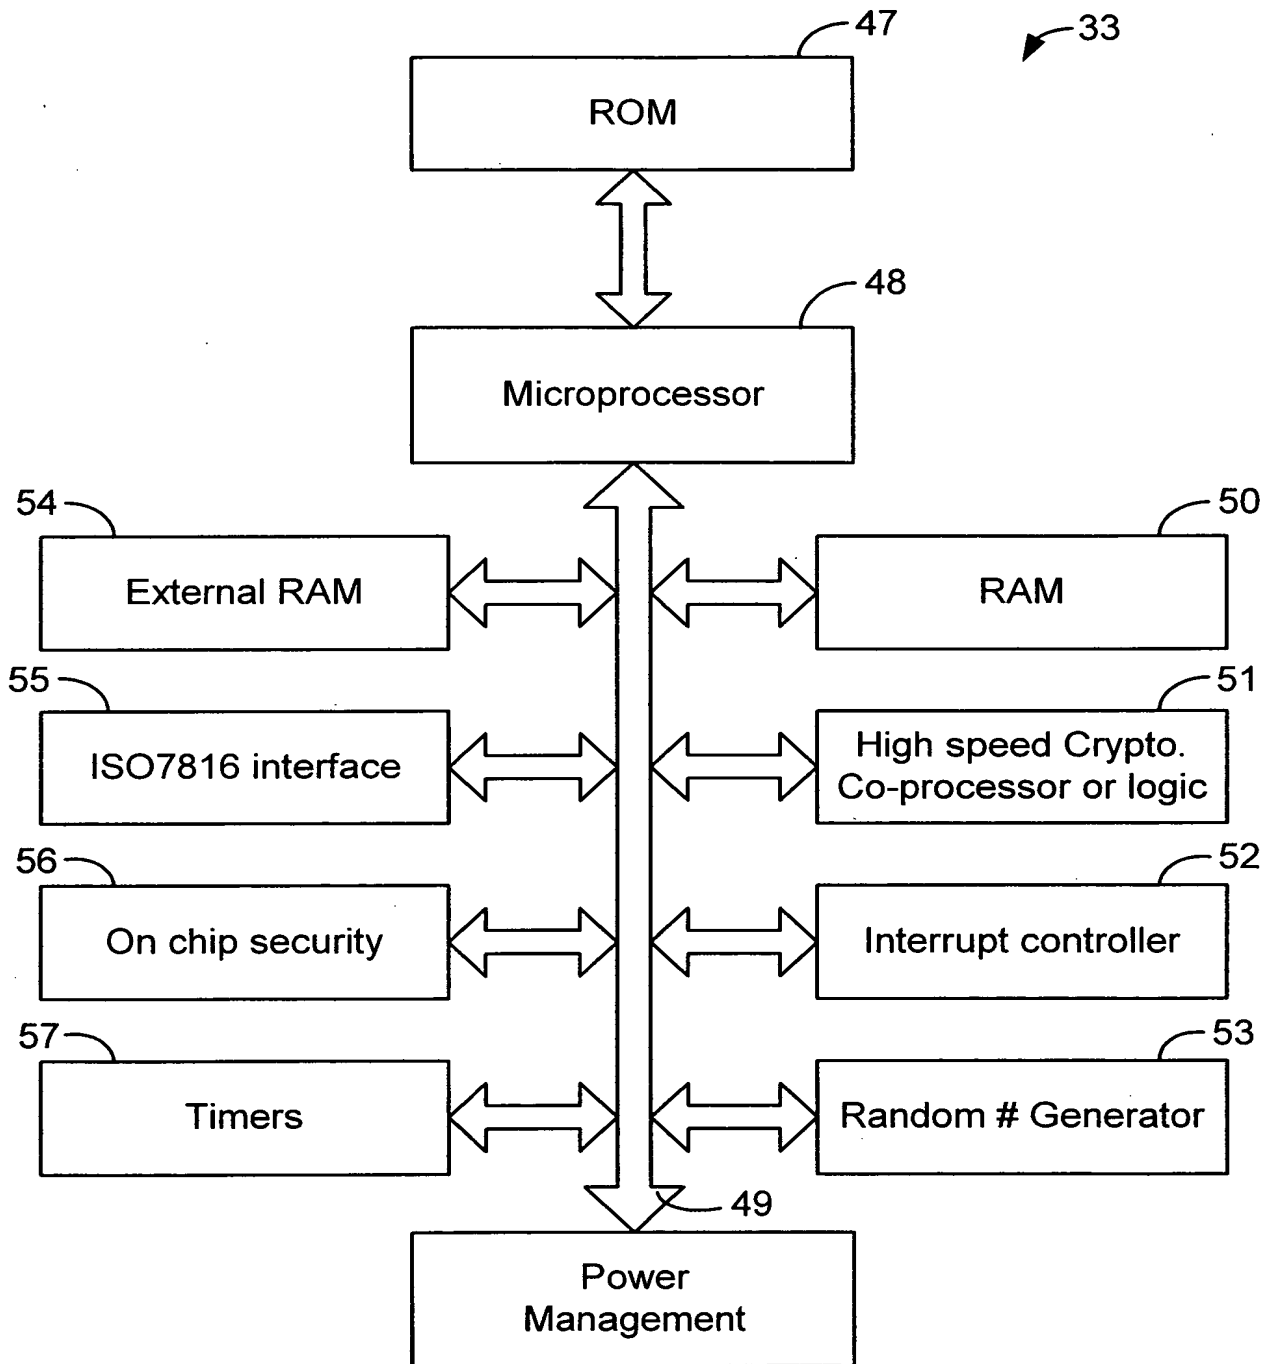 47
33
ROM
48
Microprocessor
54
50
External RAM
RAM
55
51
ISO7816 interface
High speed Crypto.
Co-processor or logic
56
52
On chip security
Interrupt controller
57
53
Timers
Random # Generator
49
Power
Management